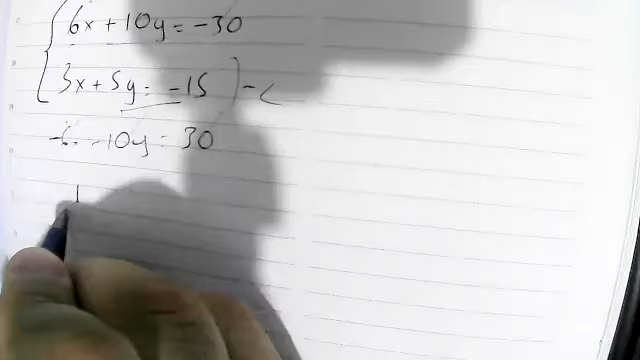 6x + 10y = -30
3x + 5y = -15 ) -2
-6x -10y = 30